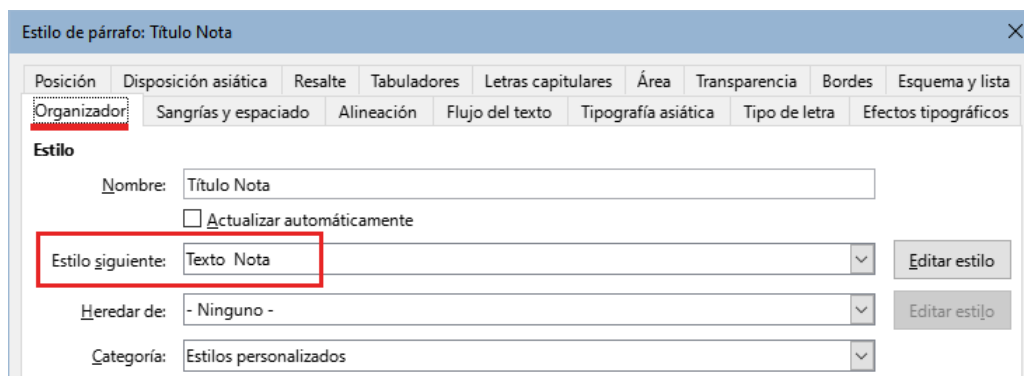 Estilo de párrafo: Título Nota
Posición Disposición asiática Resalte Tabuladores Letras capitulares Área Transparencia Bordes Esquema y lista
Organizador Sangrías y espaciado Alineación Flujo del texto Tipografía asiática Tipo de letra Efectos tipográficos
Estilo
Nombre: Título Nota
Actualizar automáticamente
Estilo siguiente: Texto Nota Editar estilo
Heredar de: - Ninguno - Editar estilo
Categoría: Estilos personalizados